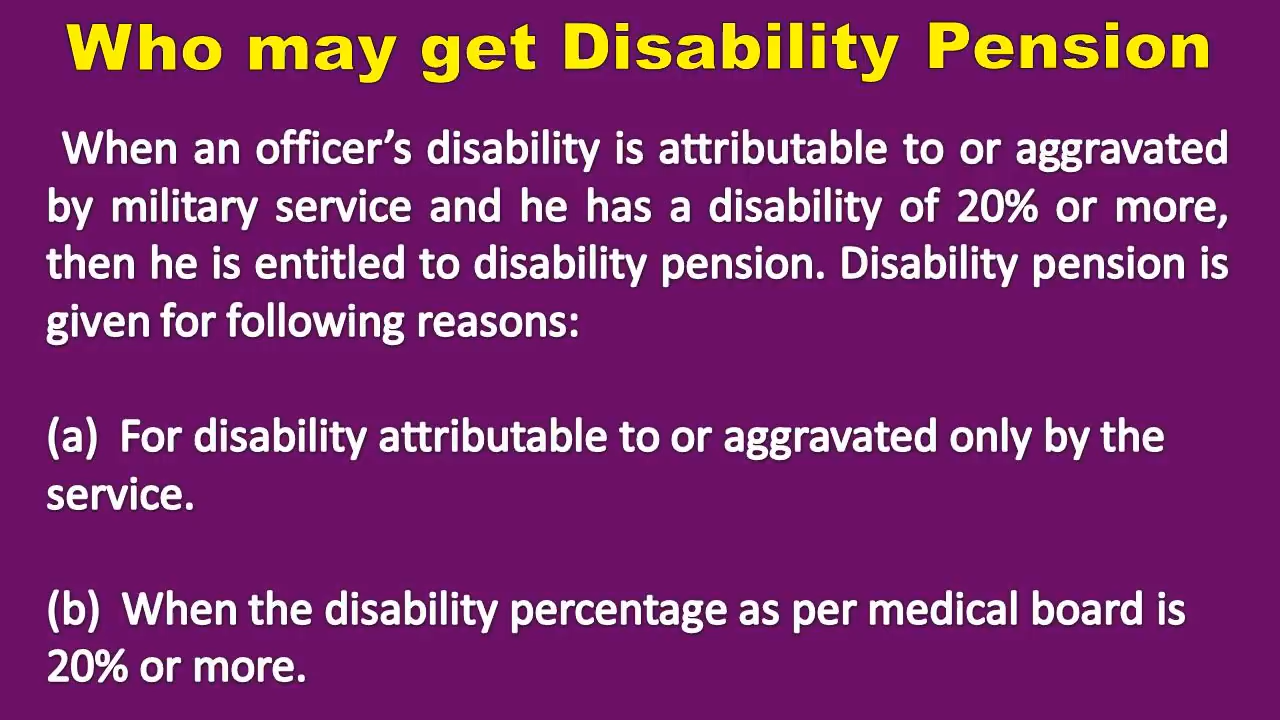 Who may get Disability Pension
When an officer’s disability is attributable to or aggravated
by military service and he has a disability of 20% or more,
then he is entitled to disability pension. Disability pension is
given for following reasons:
(a) For disability attributable to or aggravated only by the
service.
(b) When the disability percentage as per medical board is
20% or more.